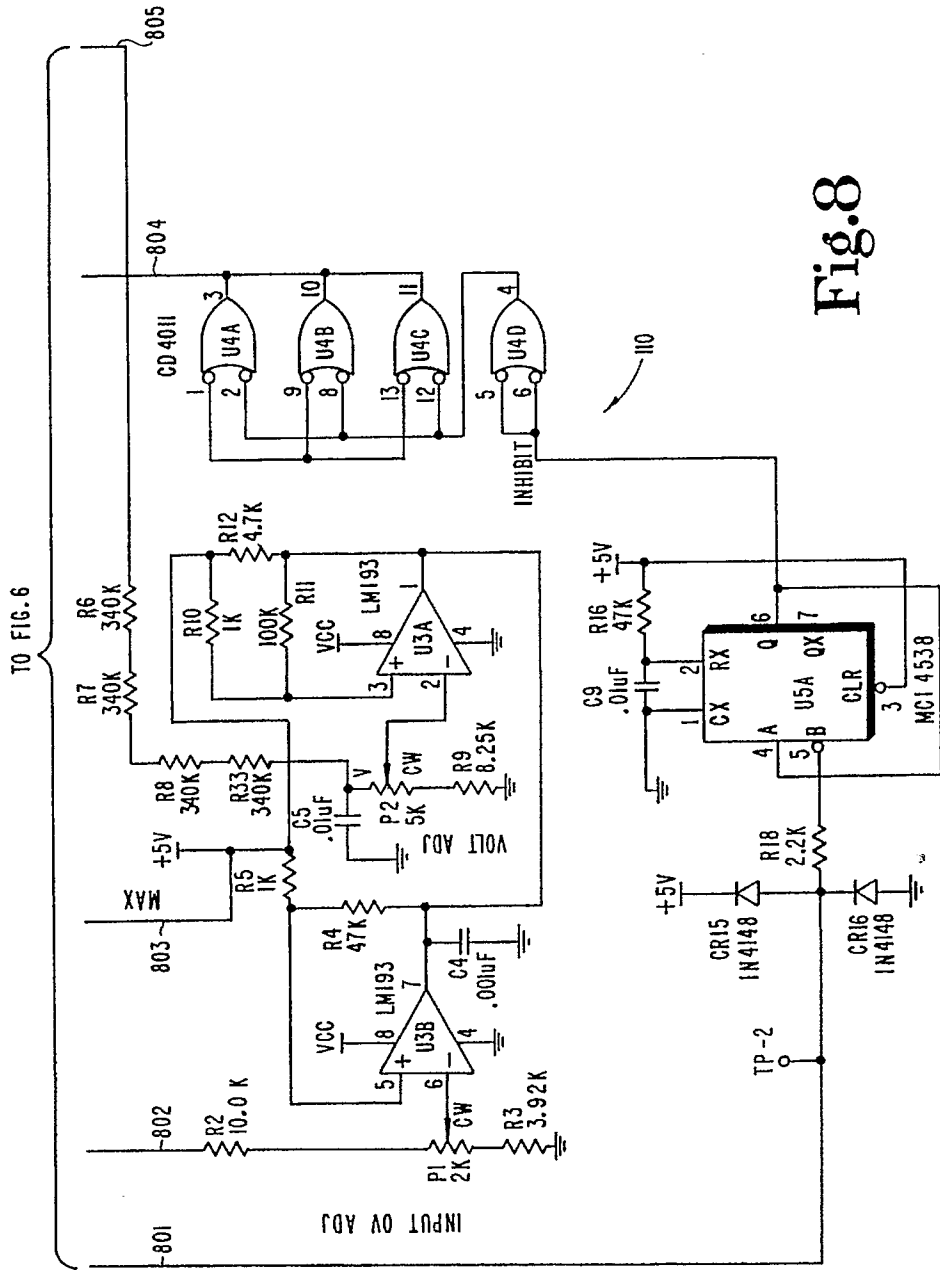 TO FIG. 6
801
802
803
804
805
INPUT OV ADJ
R2
10.0 K
P1
2K
CW
R3
3.92K
MAX
+5V
R5
1K
R4
47K
VCC
LM193
8
5
+
U3B
6
−
7
4
C4
.001uF
R6
340K
R7
340K
R8
340K
R33
340K
C5
.01uF
V
P2
5K
CW
VOLT ADJ
R9
8.25K
R10
1K
R11
100K
R12
4.7K
VCC
LM193
8
3
+
U3A
2
−
1
4
CD4011
1
2
U4A
3
9
8
U4B
10
13
12
U4C
11
5
6
U4D
4
INHIBIT
110
TP-2
+5V
CR15
1N4148
CR16
1N4148
R18
2.2K
C9
.01uF
R16
47K
+5V
1
2
CX
RX
4
A
Q
6
U5A
5
B
QX
7
CLR
3
MC14538
Fig.8